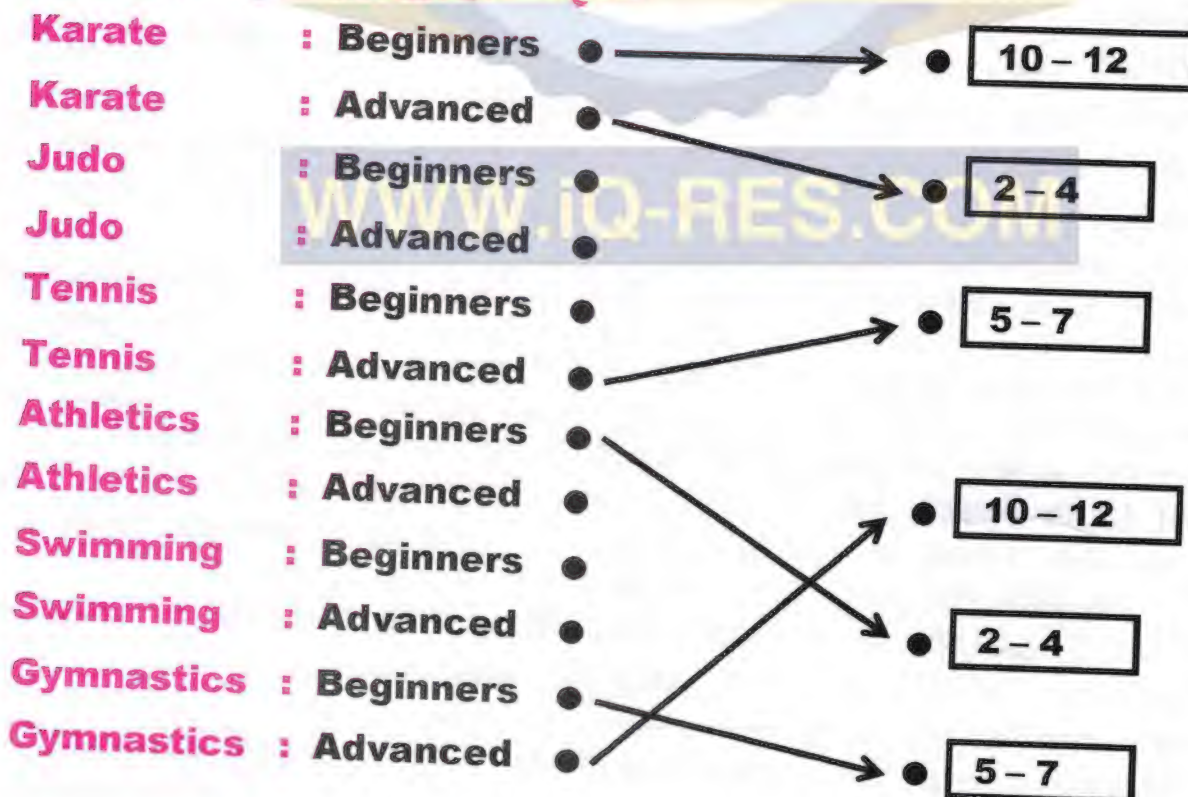 Karate : Beginners 10 – 12
Karate : Advanced
Judo : Beginners 2 – 4
Judo : Advanced
Tennis : Beginners 5 – 7
Tennis : Advanced
Athletics : Beginners
Athletics : Advanced 10 – 12
Swimming : Beginners
Swimming : Advanced 2 – 4
Gymnastics : Beginners
Gymnastics : Advanced 5 – 7
WWW.iQ-RES.COM